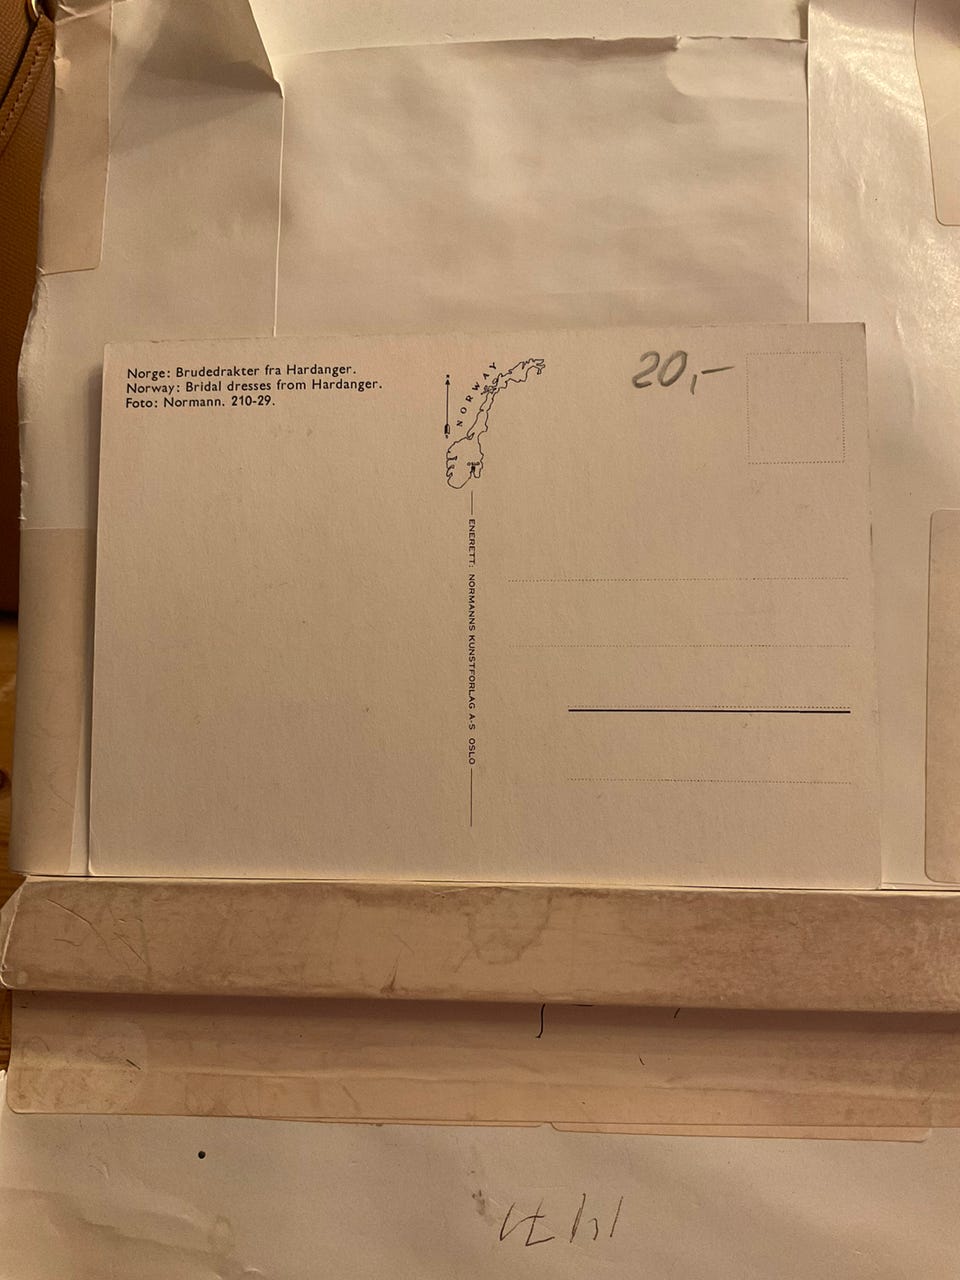 Norge: Brudedrakter fra Hardanger.
Norway: Bridal dresses from Hardanger.
Foto: Normann. 210-29.
NORWAY
OSLO
20,-
ENERETT: NORMANNS KUNSTFORLAG A-S OSLO